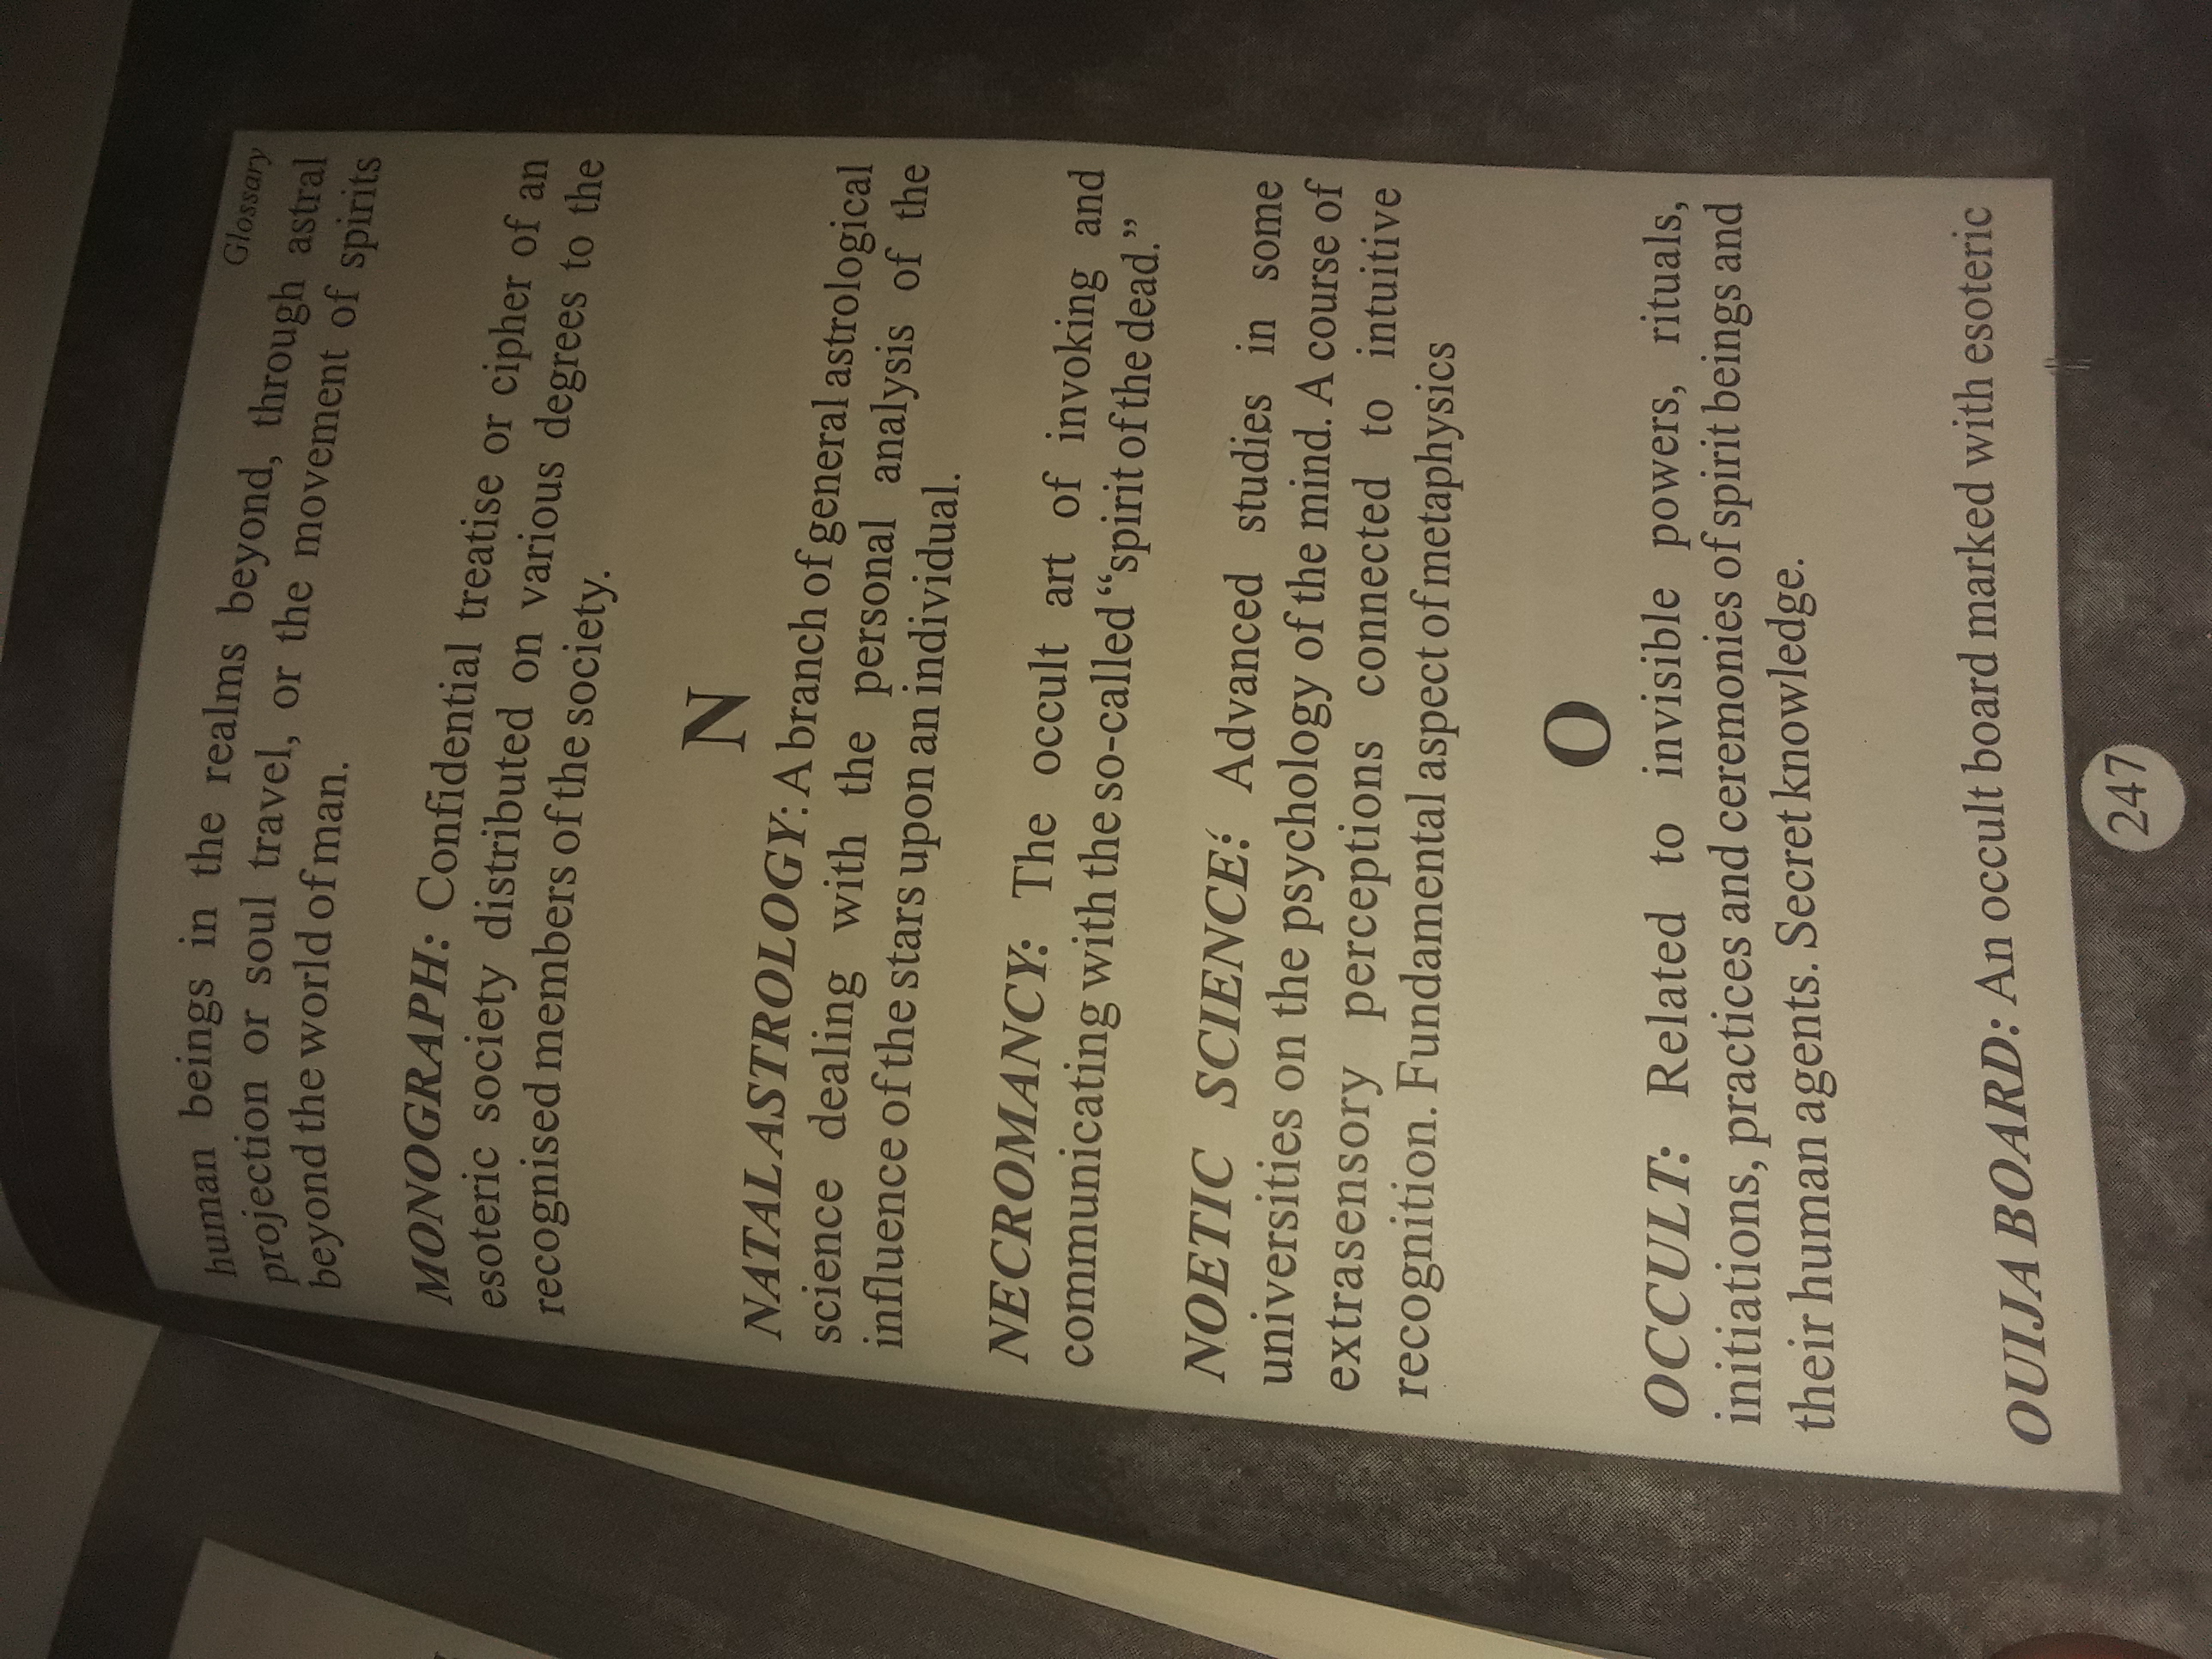 Glossary
human beings in the realms beyond, through astral
projection or soul travel, or the movement of spirits
beyond the world of man.
MONOGRAPH: Confidential treatise or cipher of an
esoteric society distributed on various degrees to the
recognised members of the society.
N
NATAL ASTROLOGY: A branch of general astrological
science dealing with the personal analysis of the
influence of the stars upon an individual.
NECROMANCY: The occult art of invoking and
communicating with the so-called “spirit of the dead.”
NOETIC SCIENCE: Advanced studies in some
universities on the psychology of the mind. A course of
extrasensory perceptions connected to intuitive
recognition. Fundamental aspect of metaphysics
O
OCCULT: Related to invisible powers, rituals,
initiations, practices and ceremonies of spirit beings and
their human agents. Secret knowledge.
OUIJA BOARD: An occult board marked with esoteric
247